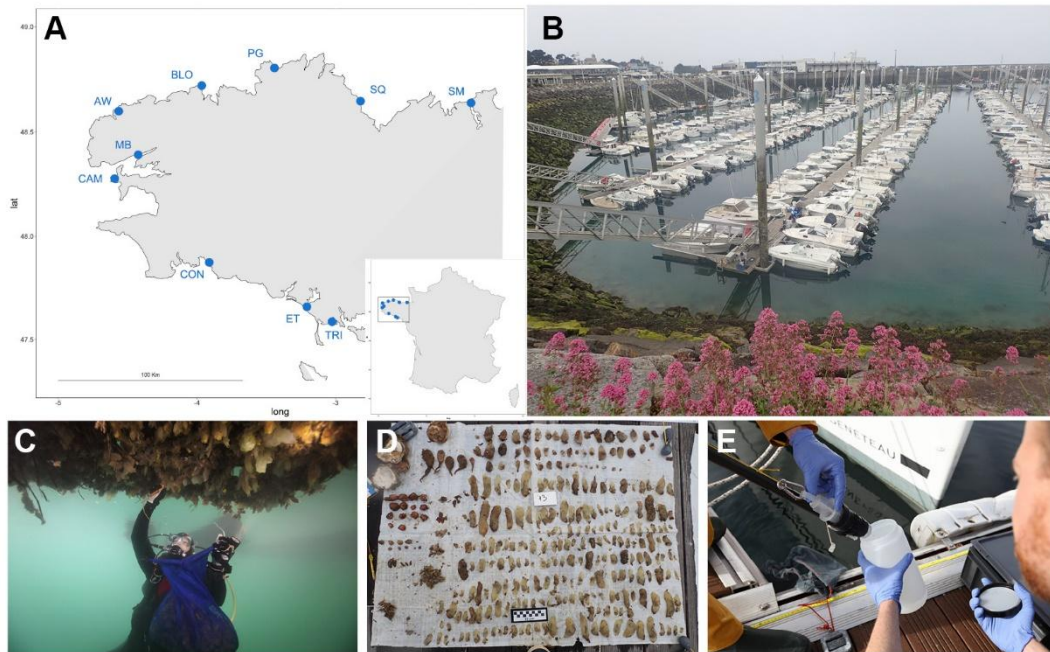 A
49.0
48.5
48.0
47.5
lat
PG
BLO
SQ
SM
AW
MB
CAM
CON
ET
TRI
100 Km
-5
-4
-3
long
B
C
D
15
E
BENETEAU